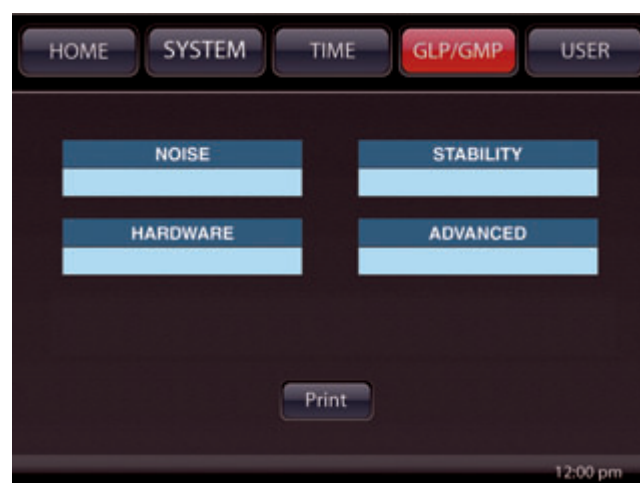 HOME SYSTEM TIME GLP/GMP USER
NOISE STABILITY
HARDWARE ADVANCED
Print
12:00 pm